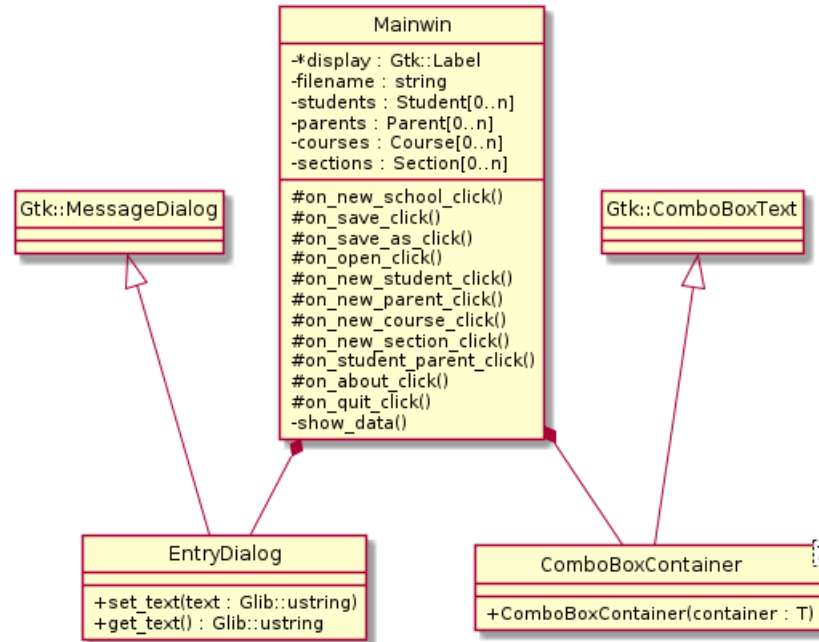 Mainwin
-*display : Gtk::Label
-filename : string
-students : Student[0..n]
-parents : Parent[0..n]
-courses : Course[0..n]
-sections : Section[0..n]
#on_new_school_click()
#on_save_click()
#on_save_as_click()
#on_open_click()
#on_new_student_click()
#on_new_parent_click()
#on_new_course_click()
#on_new_section_click()
#on_student_parent_click()
#on_about_click()
#on_quit_click()
-show_data()
Gtk::MessageDialog
Gtk::ComboBoxText
EntryDialog
+set_text(text : Glib::ustring)
+get_text() : Glib::ustring
ComboBoxContainer
+ComboBoxContainer(container : T)